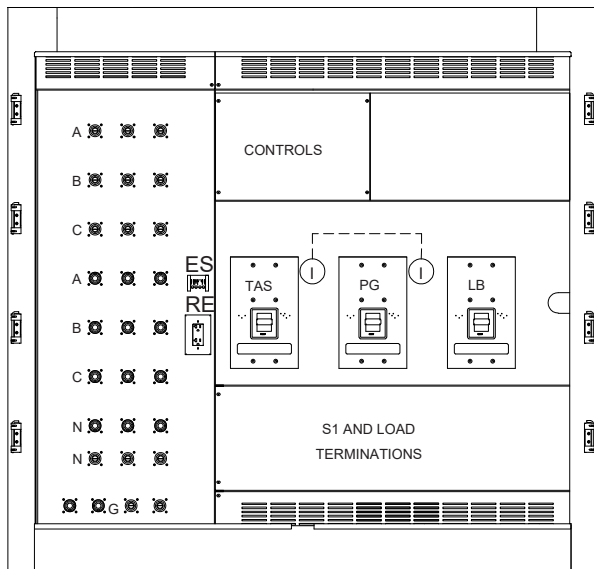 A
CONTROLS
B
C
ES
A
TAS
I
PG
I
LB
RE
B
C
N
S1 AND LOAD
TERMINATIONS
N
G